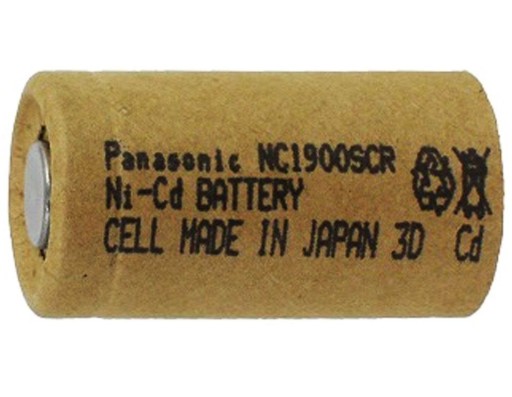 Panasonic NC1900SCR
Ni-Cd BATTERY
CELL MADE IN JAPAN 3D Cd